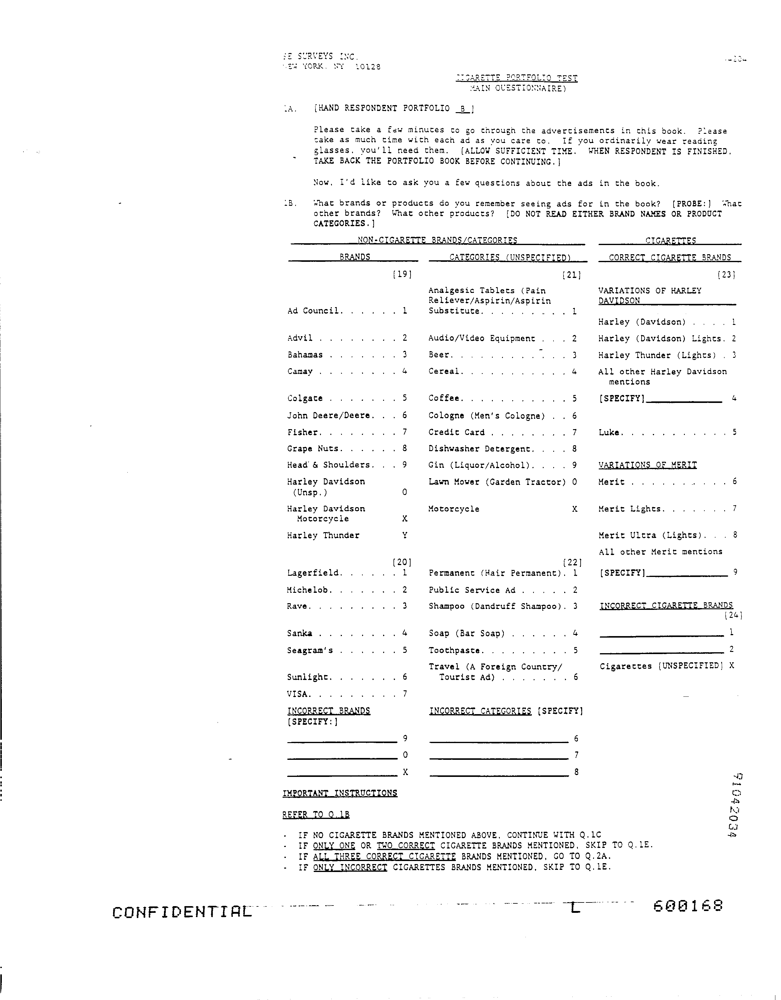 SURVEYS INC.
NEW YORK, NY 10128
CIGARETTE PORTFOLIO TEST
MAIN QUESTIONNAIRE)
1A. [HAND RESPONDENT PORTFOLIO B ]
Please take a few minutes to go through the advertisements in this book. Please
take as much time with each ad as you care to. If you ordinarily wear reading
glasses, you'll need them. [ALLOW SUFFICIENT TIME. WHEN RESPONDENT IS FINISHED,
TAKE BACK THE PORTFOLIO BOOK BEFORE CONTINUING.]
Now, I'd like to ask you a few questions about the ads in the book.
1B. What brands or products do you remember seeing ads for in the book? [PROBE:] What
other brands? What other products? [DO NOT READ EITHER BRAND NAMES OR PRODUCT
CATEGORIES.]
NON-CIGARETTE BRANDS/CATEGORIES CIGARETTES
BRANDS CATEGORIES (UNSPECIFIED) CORRECT CIGARETTE BRANDS
[19] [21] [23]
Analgesic Tablets (Pain VARIATIONS OF HARLEY
Reliever/Aspirin/Aspirin DAVIDSON
Ad Council. . . . . . 1 Substitute. . . . . . . . . 1
Harley (Davidson) . . . . 1
Advil . . . . . . . . 2 Audio/Video Equipment . . . 2 Harley (Davidson) Lights. 2
Bahamas . . . . . . . 3 Beer. . . . . . . . . . . . 3 Harley Thunder (Lights) . 3
Camay . . . . . . . . 4 Cereal. . . . . . . . . . . 4 All other Harley Davidson
mentions
Colgate . . . . . . . 5 Coffee. . . . . . . . . . . 5 [SPECIFY]____________ 4
John Deere/Deere. . . 6 Cologne (Men's Cologne) . . 6
Fisher. . . . . . . . 7 Credit Card . . . . . . . . 7 Luke. . . . . . . . . . . 5
Grape Nuts. . . . . . 8 Dishwasher Detergent. . . . 8
Head & Shoulders. . . 9 Gin (Liquor/Alcohol). . . . 9 VARIATIONS OF MERIT
Harley Davidson Lawn Mower (Garden Tractor) 0 Merit . . . . . . . . . . 6
(Unsp.) 0
Harley Davidson Motorcycle X Merit Lights. . . . . . . 7
Motorcycle X
Harley Thunder Y Merit Ultra (Lights). . . 8
All other Merit mentions
[20] [22]
Lagerfield. . . . . . 1 Permanent (Hair Permanent). 1 [SPECIFY]_____________ 9
Michelob. . . . . . . 2 Public Service Ad . . . . . 2
Rave. . . . . . . . . 3 Shampoo (Dandruff Shampoo). 3 INCORRECT CIGARETTE BRANDS
[24]
Sanka . . . . . . . . 4 Soap (Bar Soap) . . . . . . 4 ____________________ 1
Seagram's . . . . . . 5 Toothpaste. . . . . . . . . 5 ____________________ 2
Travel (A Foreign Country/ Cigarettes [UNSPECIFIED] X
Sunlight. . . . . . . 6 Tourist Ad) . . . . . . . 6
VISA. . . . . . . . . 7
INCORRECT BRANDS INCORRECT CATEGORIES [SPECIFY]
[SPECIFY:]
__________________ 9 ________________________ 6
__________________ 0 ________________________ 7
__________________ X ________________________ 8
IMPORTANT INSTRUCTIONS
REFER TO Q.1B
- IF NO CIGARETTE BRANDS MENTIONED ABOVE, CONTINUE WITH Q.1C
- IF ONLY ONE OR TWO CORRECT CIGARETTE BRANDS MENTIONED, SKIP TO Q.1E.
- IF ALL THREE CORRECT CIGARETTE BRANDS MENTIONED, GO TO Q.2A.
- IF ONLY INCORRECT CIGARETTES BRANDS MENTIONED, SKIP TO Q.1E.
91042034
CONFIDENTIAL L 600168